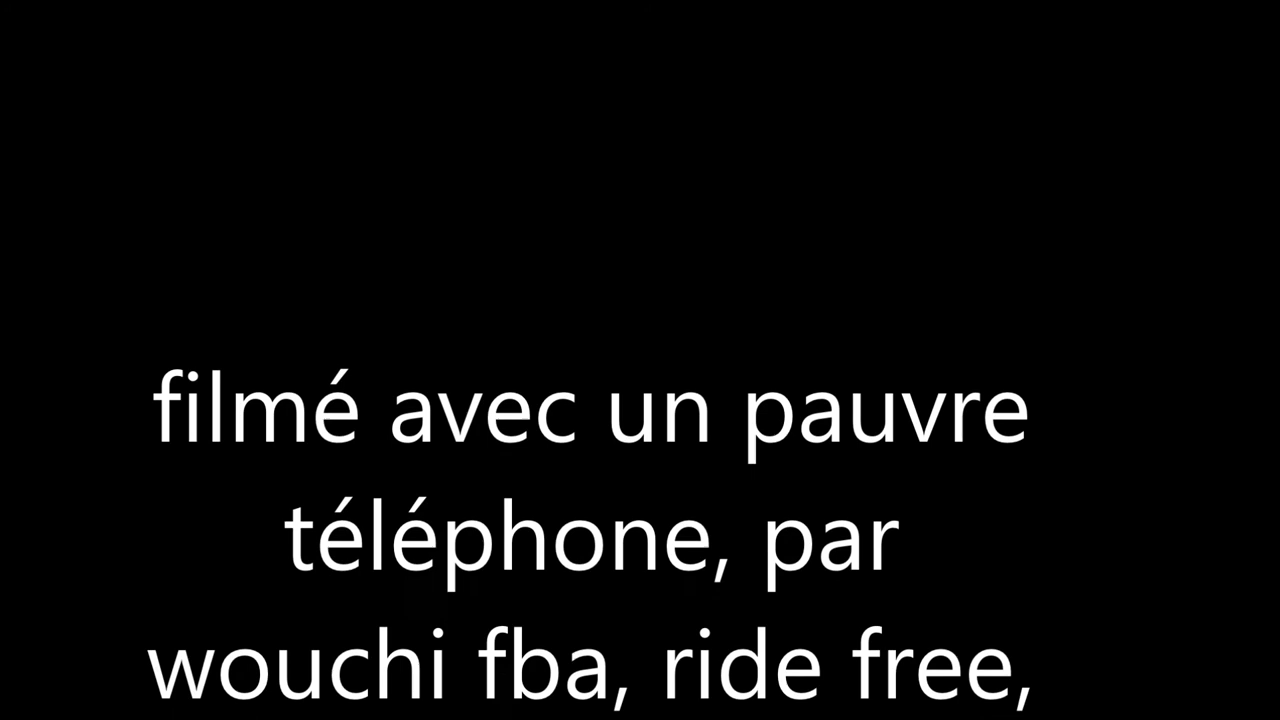 filmé avec un pauvre
téléphone, par
wouchi fba, ride free,